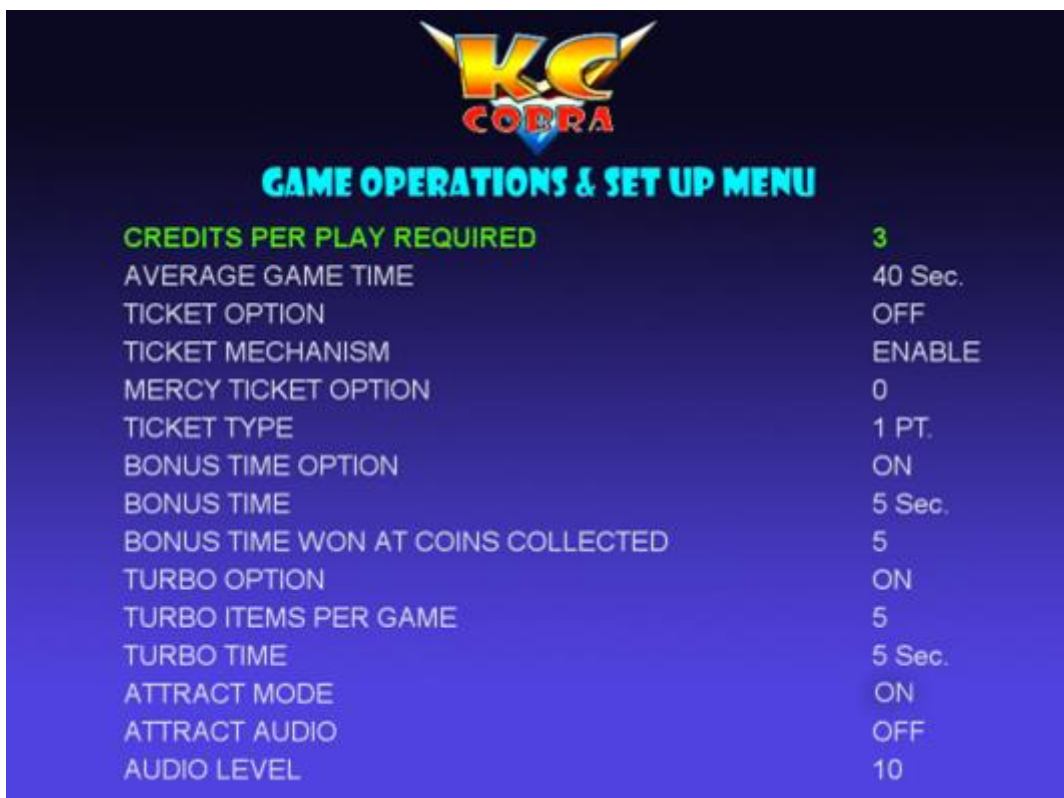 KC
COBRA
GAME OPERATIONS & SET UP MENU
CREDITS PER PLAY REQUIRED 3
AVERAGE GAME TIME 40 Sec.
TICKET OPTION OFF
TICKET MECHANISM ENABLE
MERCY TICKET OPTION 0
TICKET TYPE 1 PT.
BONUS TIME OPTION ON
BONUS TIME 5 Sec.
BONUS TIME WON AT COINS COLLECTED 5
TURBO OPTION ON
TURBO ITEMS PER GAME 5
TURBO TIME 5 Sec.
ATTRACT MODE ON
ATTRACT AUDIO OFF
AUDIO LEVEL 10